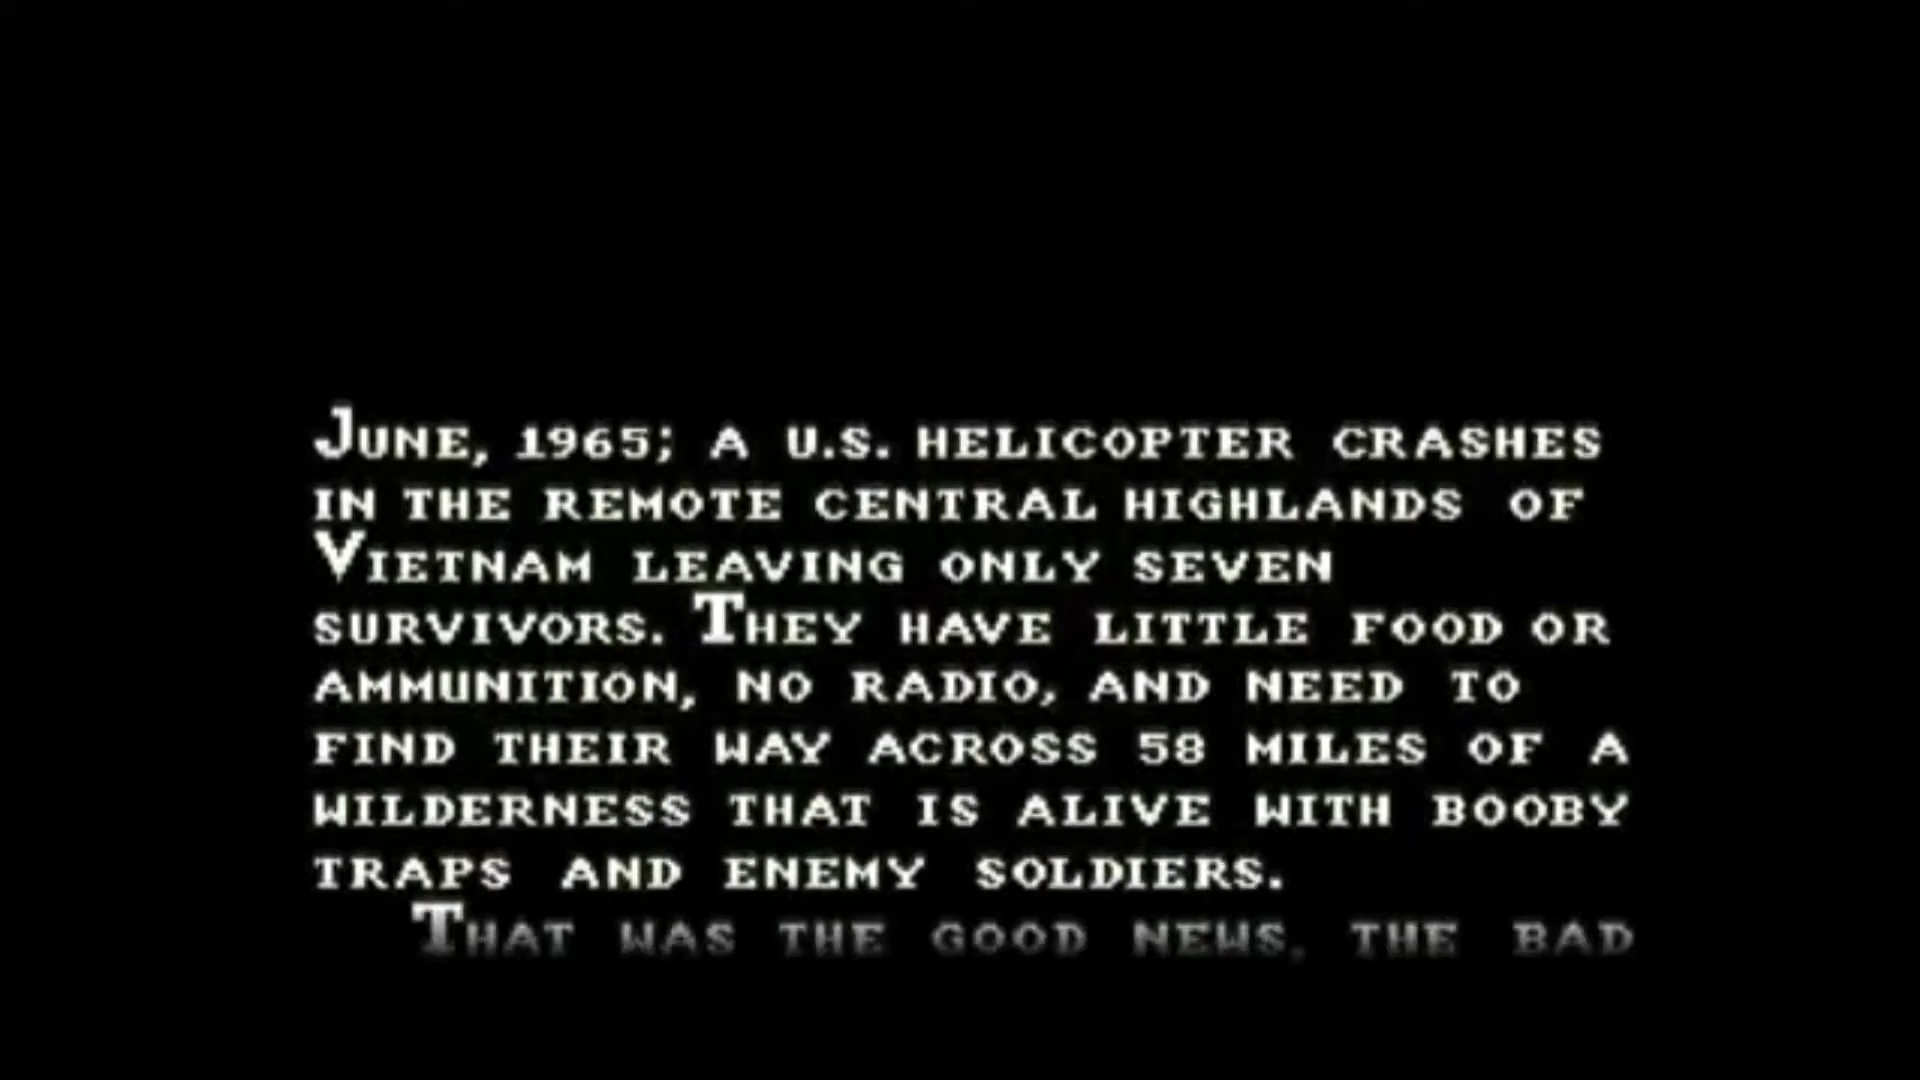 June, 1965; A U.S. HELICOPTER CRASHES
IN THE REMOTE CENTRAL HIGHLANDS OF
VIETNAM LEAVING ONLY SEVEN
SURVIVORS. THEY HAVE LITTLE FOOD OR
AMMUNITION, NO RADIO, AND NEED TO
FIND THEIR WAY ACROSS 58 MILES OF A
WILDERNESS THAT IS ALIVE WITH BOOBY
TRAPS AND ENEMY SOLDIERS.
THAT WAS THE GOOD NEWS, THE BAD